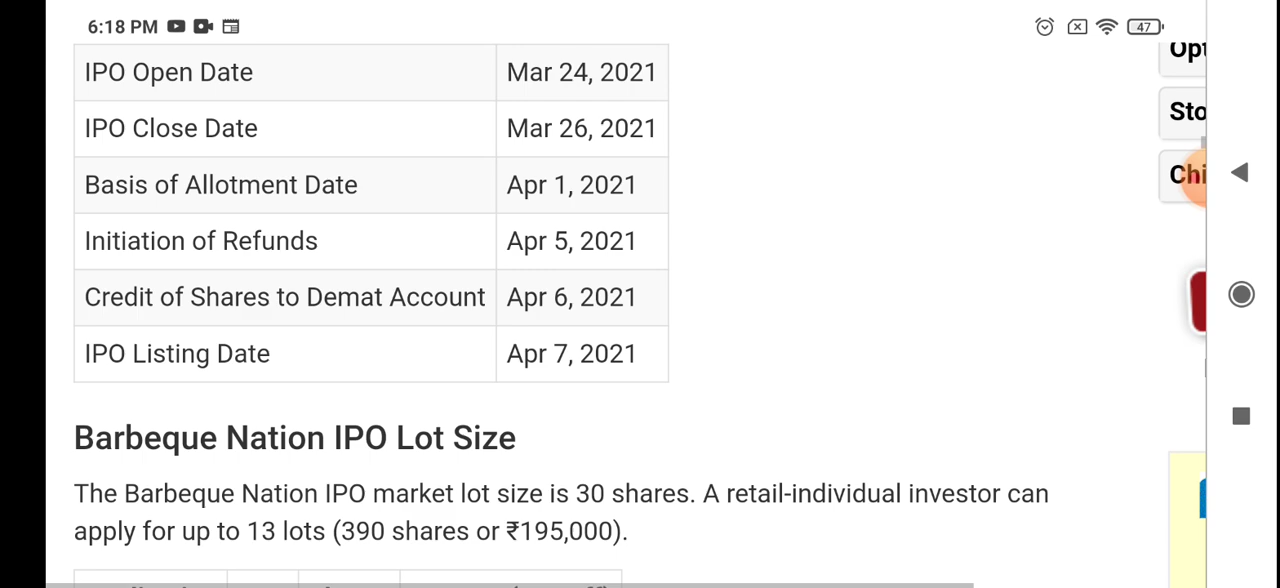 6:18 PM
47
IPO Open Date Mar 24, 2021
IPO Close Date Mar 26, 2021
Basis of Allotment Date Apr 1, 2021
Initiation of Refunds Apr 5, 2021
Credit of Shares to Demat Account Apr 6, 2021
IPO Listing Date Apr 7, 2021
Barbeque Nation IPO Lot Size
The Barbeque Nation IPO market lot size is 30 shares. A retail-individual investor can
apply for up to 13 lots (390 shares or ₹195,000).
Opt
Sto
Chi